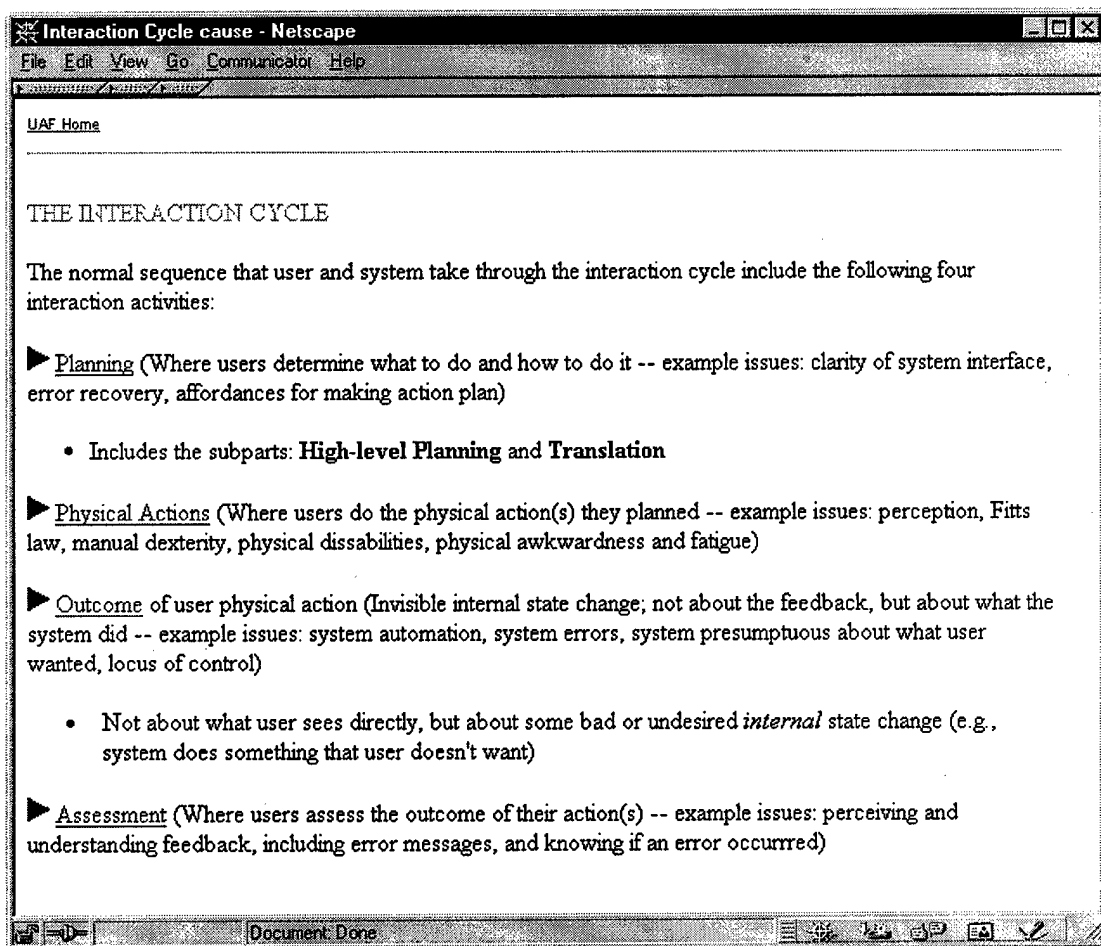 Interaction Cycle cause - Netscape
File Edit View Go Communicator Help
UAF Home
THE INTERACTION CYCLE
The normal sequence that user and system take through the interaction cycle include the following four
interaction activities:
Planning (Where users determine what to do and how to do it -- example issues: clarity of system interface,
error recovery, affordances for making action plan)
• Includes the subparts: High-level Planning and Translation
Physical Actions (Where users do the physical action(s) they planned -- example issues: perception, Fitts
law, manual dexterity, physical dissabilities, physical awkwardness and fatigue)
Outcome of user physical action (Invisible internal state change; not about the feedback, but about what the
system did -- example issues: system automation, system errors, system presumptuous about what user
wanted, locus of control)
• Not about what user sees directly, but about some bad or undesired internal state change (e.g.,
system does something that user doesn't want)
Assessment (Where users assess the outcome of their action(s) -- example issues: perceiving and
understanding feedback, including error messages, and knowing if an error occurrred)
Document: Done